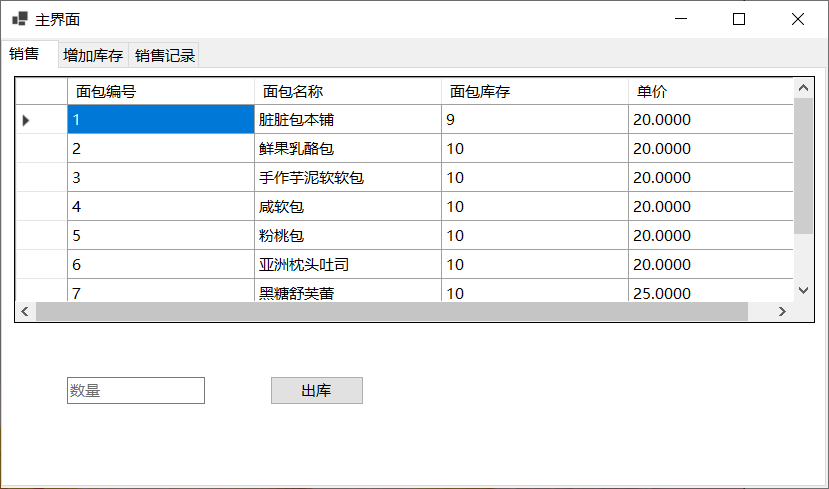 主界面
销售 增加库存 销售记录
面包编号 面包名称 面包库存 单价
1 脏脏包本铺 9 20.0000
2 鲜果乳酪包 10 20.0000
3 手作芋泥软软包 10 20.0000
4 咸软包 10 20.0000
5 粉桃包 10 20.0000
6 亚洲枕头吐司 10 20.0000
7 黑糖舒芙蕾 10 25.0000
数量 出库